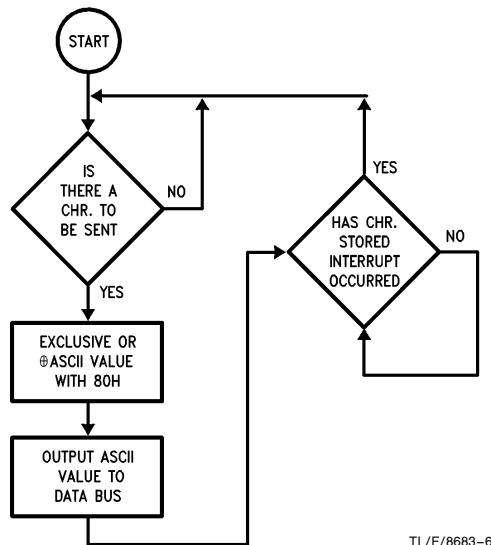 START
IS
THERE A
CHR. TO
BE SENT
NO
YES
EXCLUSIVE OR
⊕ASCII VALUE
WITH 80H
OUTPUT ASCII
VALUE TO
DATA BUS
HAS CHR.
STORED
INTERRUPT
OCCURRED
YES
NO
TL/F/8683–6